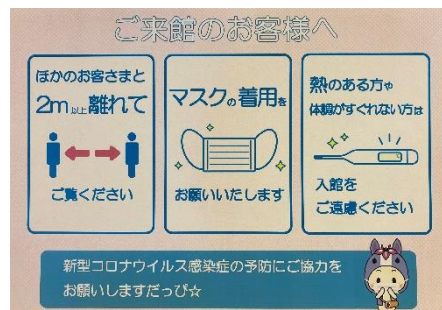 ご来館のお客様へ
ほかのお客さまと
2m以上離れて
ご覧ください
マスクの着用を
お願いいたします
熱のある方や
体調がすぐれない方は
入館を
ご遠慮ください
新型コロナウイルス感染症の予防にご協力を
お願いしますだっぴ☆